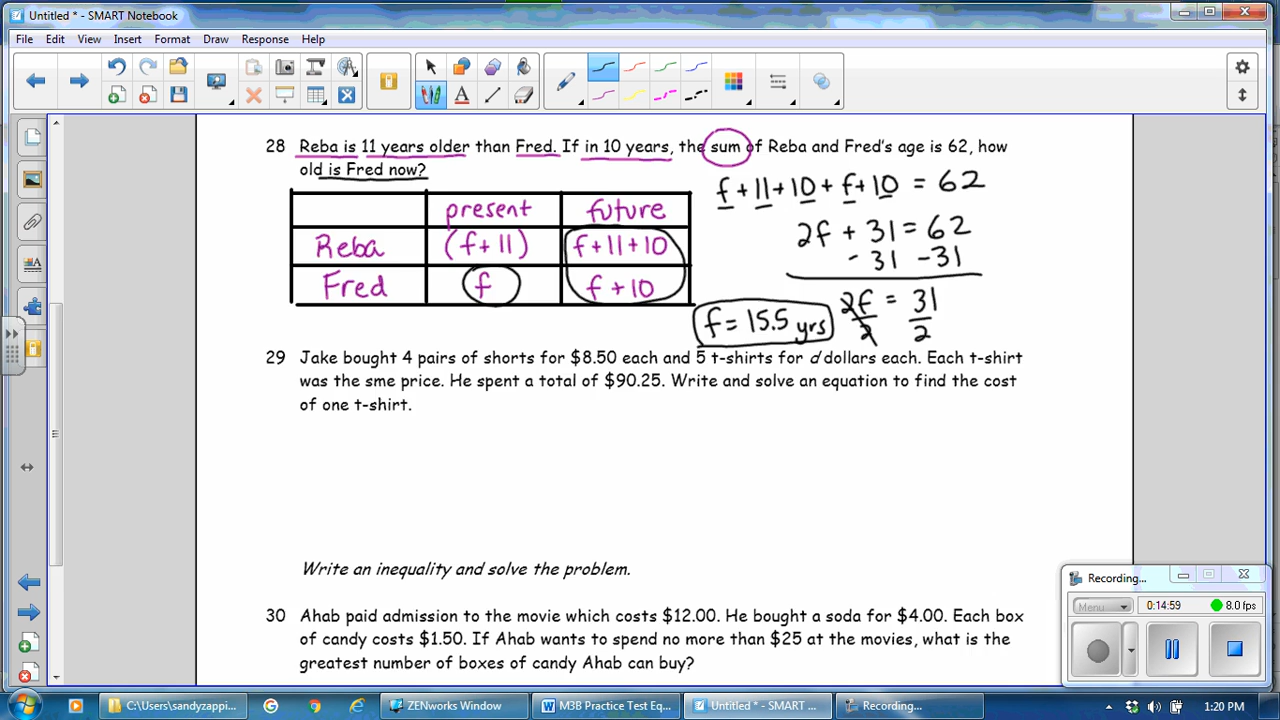 Untitled * - SMART Notebook
File Edit View Insert Format Draw Response Help
28 Reba is 11 years older than Fred. If in 10 years, the sum of Reba and Fred's age is 62, how
old is Fred now?
present future
Reba (f+11) f+11+10
Fred f f+10
f+11+10+f+10 = 62
2f + 31 = 62
-31 -31
2f = 31
2 2
f = 15.5 yrs
29 Jake bought 4 pairs of shorts for $8.50 each and 5 t-shirts for d dollars each. Each t-shirt
was the sme price. He spent a total of $90.25. Write and solve an equation to find the cost
of one t-shirt.
Write an inequality and solve the problem.
30 Ahab paid admission to the movie which costs $12.00. He bought a soda for $4.00. Each box
of candy costs $1.50. If Ahab wants to spend no more than $25 at the movies, what is the
greatest number of boxes of candy Ahab can buy?
Recording...
Menu 0:14:59 8.0 fps
C:\Users\sandyzappi... ZENworks Window M3B Practice Test Eq... Untitled * - SMART ... Recording... 1:20 PM